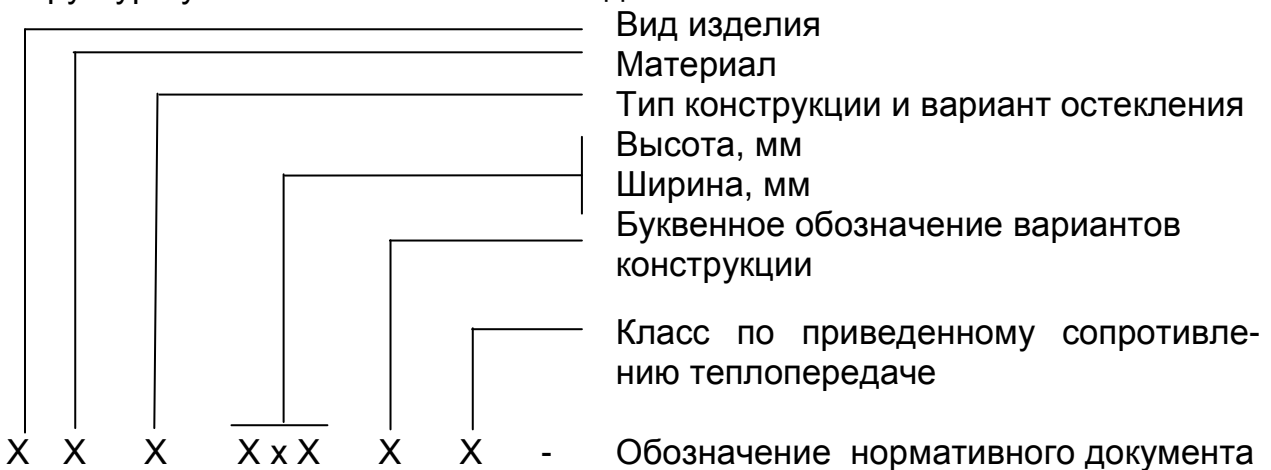 Вид изделия
Материал
Тип конструкции и вариант остекления
Высота, мм
Ширина, мм
Буквенное обозначение вариантов
конструкции
Класс по приведенному сопротивле-
нию теплопередаче
Х Х Х Х х Х Х Х - Обозначение нормативного документа